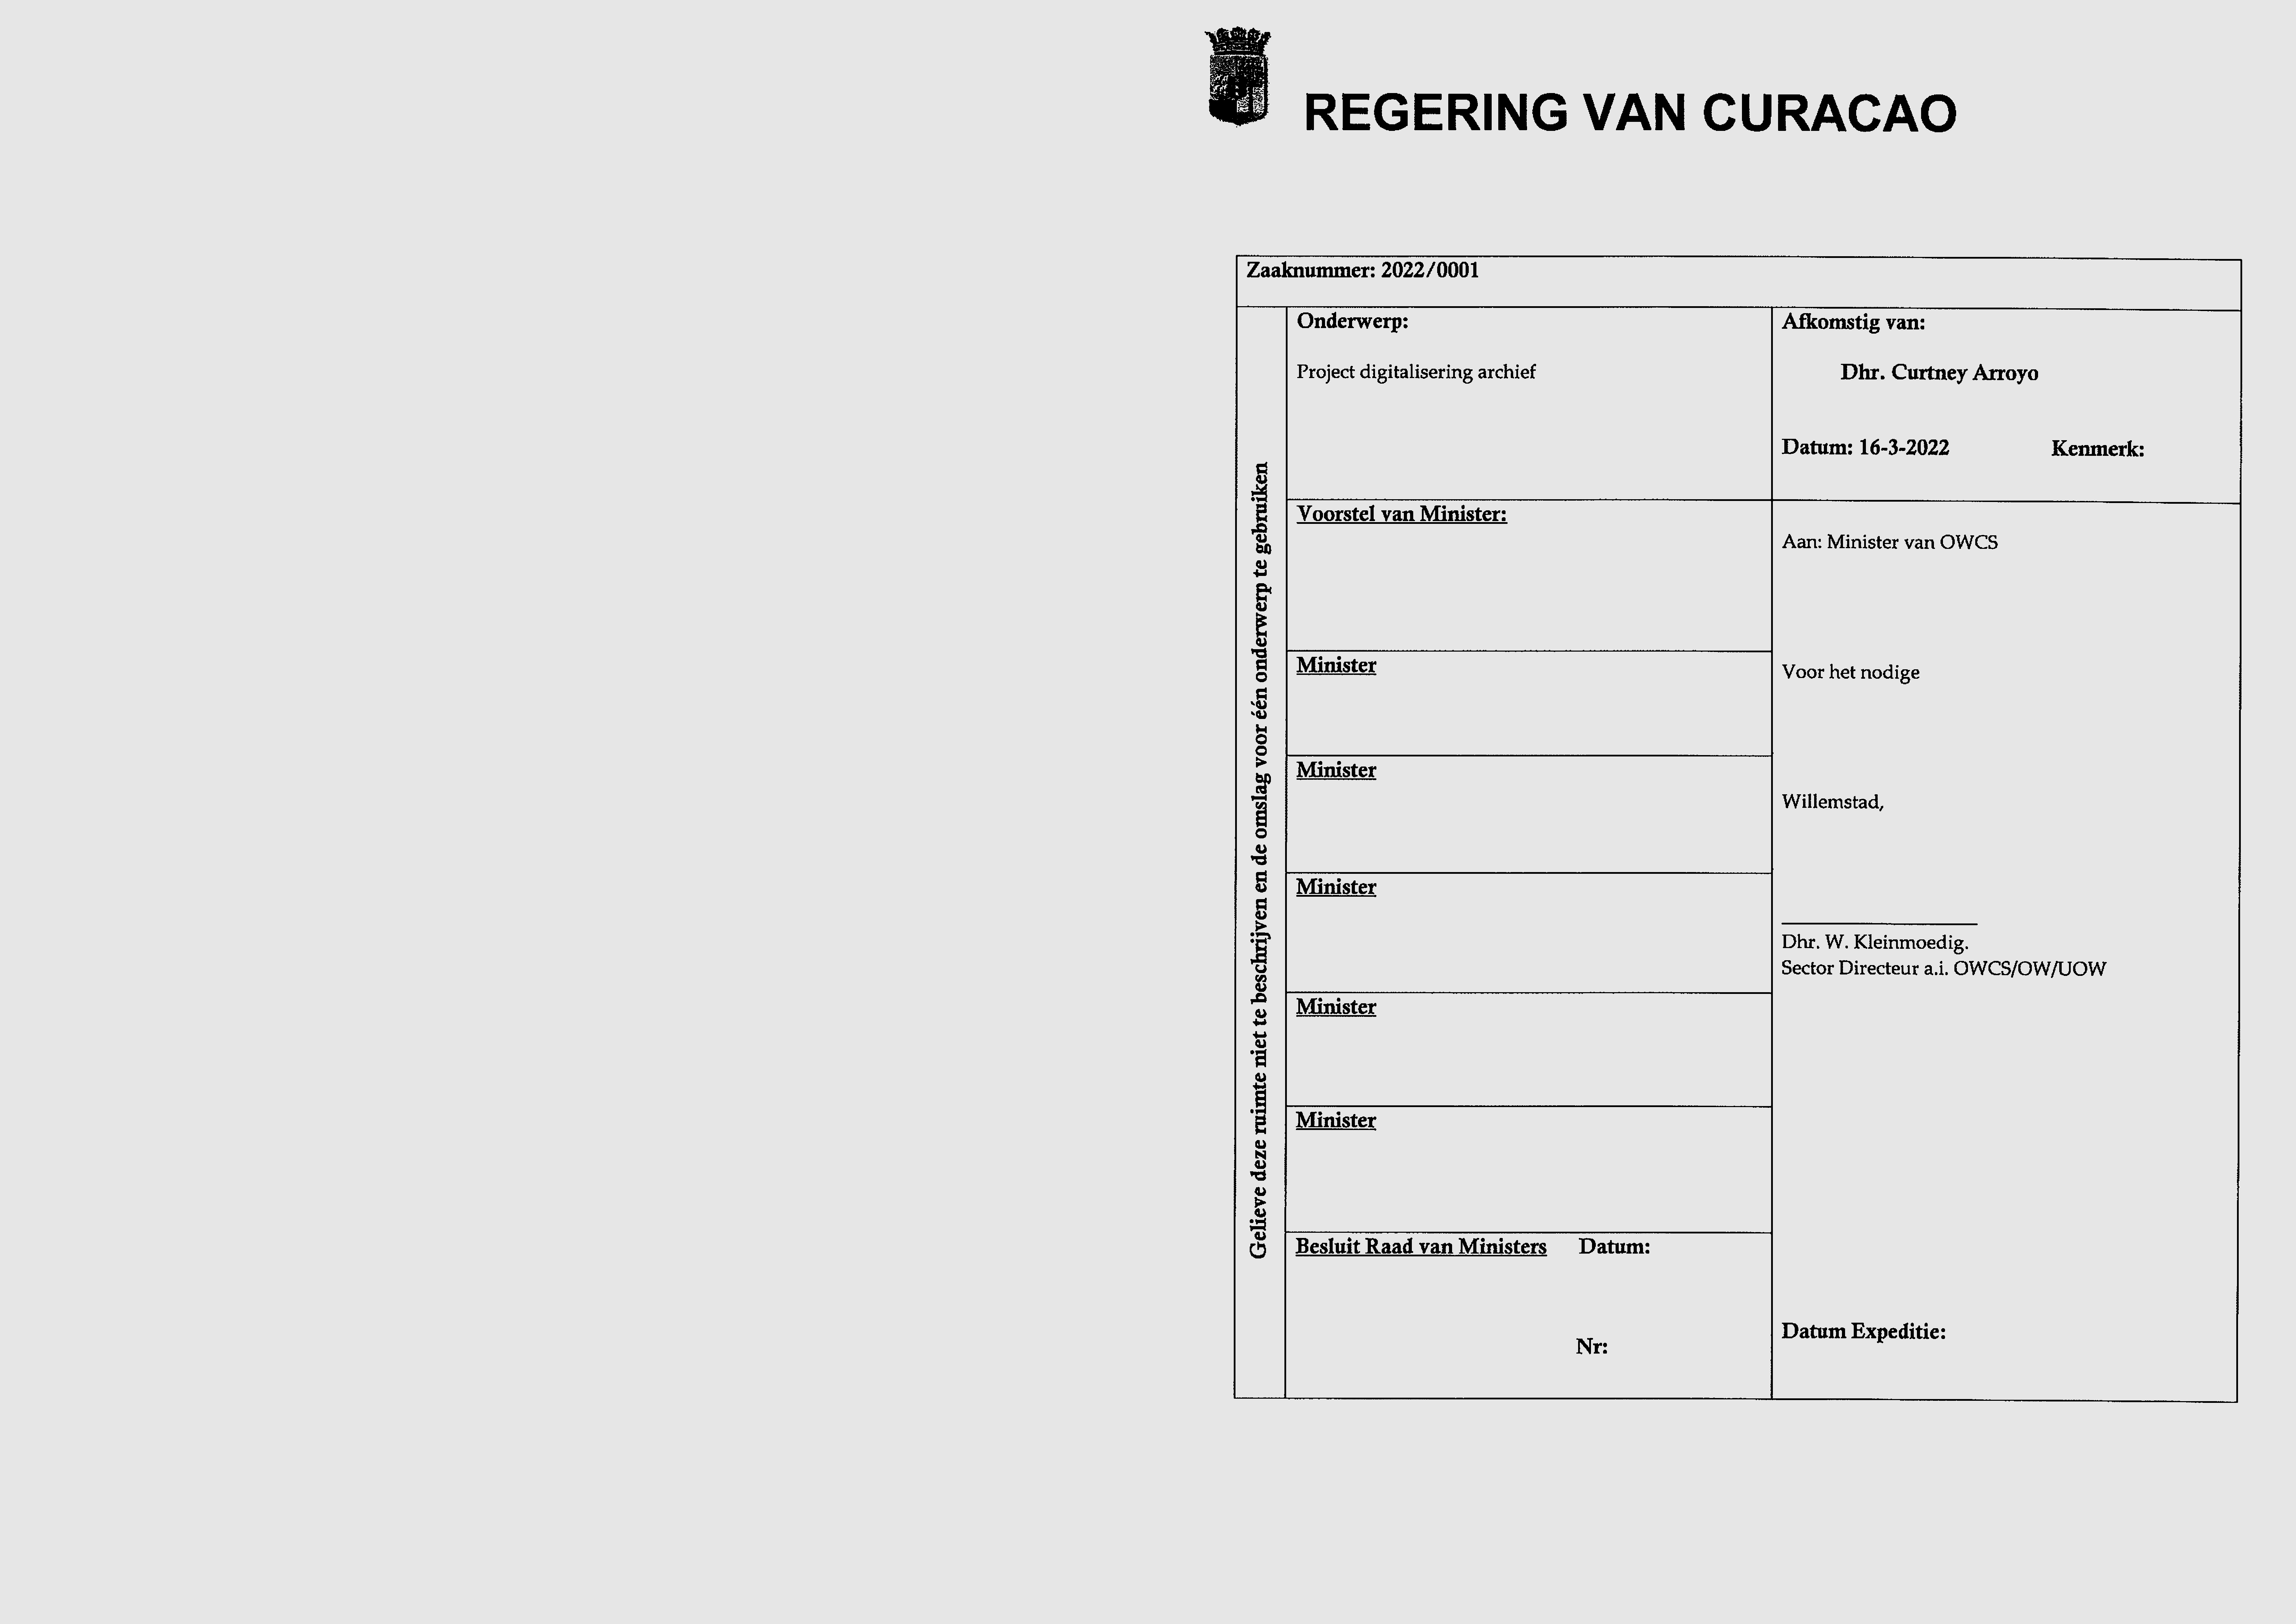 REGERING VAN CURACAO
Zaaknummer: 2022/0001
Gelieve deze ruimte niet te beschrijven en de omslag voor één onderwerp te gebruiken
Onderwerp:
Project digitalisering archief
Afkomstig van:
Dhr. Curtney Arroyo
Datum: 16-3-2022 Kenmerk:
Voorstel van Minister:
Minister
Minister
Minister
Minister
Minister
Besluit Raad van Ministers Datum:
Nr:
Aan: Minister van OWCS
Voor het nodige
Willemstad,
Dhr. W. Kleinmoedig.
Sector Directeur a.i. OWCS/OW/UOW
Datum Expeditie: